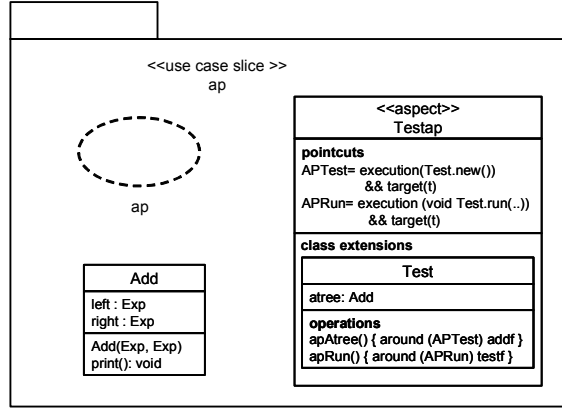 <<use case slice >>
ap
ap
Add
left : Exp
right : Exp
Add(Exp, Exp)
print(): void
<<aspect>>
Testap
pointcuts
APTest= execution(Test.new())
&& target(t)
APRun= execution (void Test.run(..))
&& target(t)
class extensions
Test
atree: Add
operations
apAtree() { around (APTest) addf }
apRun() { around (APRun) testf }